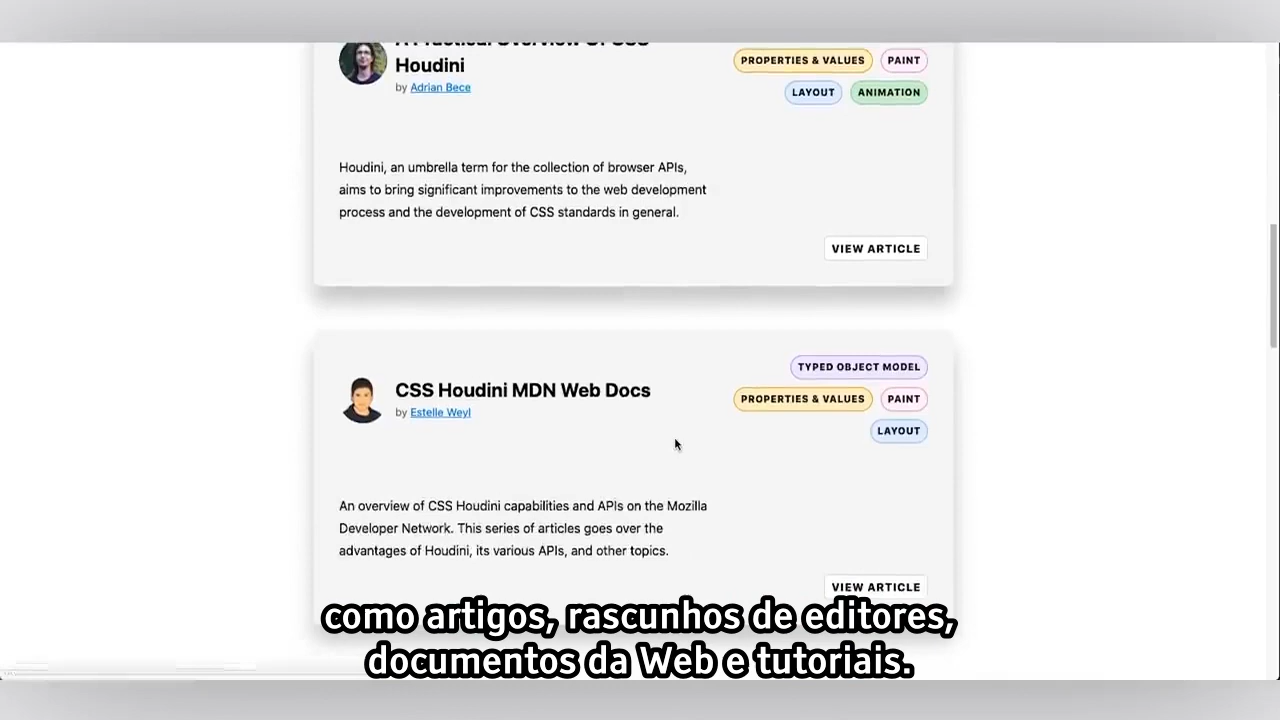 A Practical Overview Of CSS
Houdini
by Adrian Bece
PROPERTIES & VALUES
PAINT
LAYOUT
ANIMATION
Houdini, an umbrella term for the collection of browser APIs,
aims to bring significant improvements to the web development
process and the development of CSS standards in general.
VIEW ARTICLE
CSS Houdini MDN Web Docs
by Estelle Weyl
TYPED OBJECT MODEL
PROPERTIES & VALUES
PAINT
LAYOUT
An overview of CSS Houdini capabilities and APIs on the Mozilla
Developer Network. This series of articles goes over the
advantages of Houdini, its various APIs, and other topics.
VIEW ARTICLE
como artigos, rascunhos de editores,
documentos da Web e tutoriais.